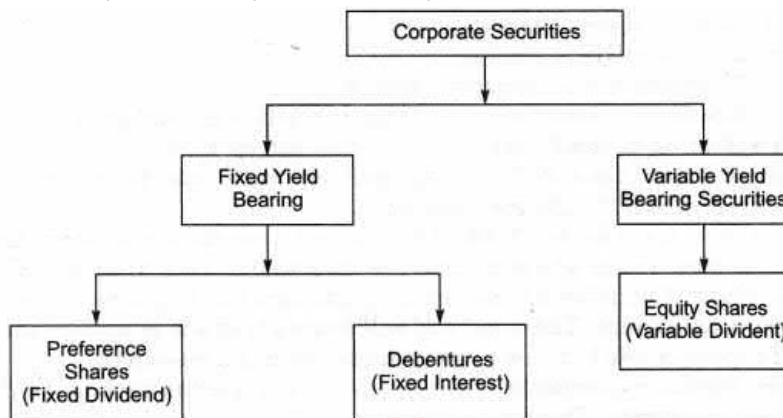 Corporate Securities
Fixed Yield
Bearing
Variable Yield
Bearing Securities
Preference
Shares
(Fixed Dividend)
Debentures
(Fixed Interest)
Equity Shares
(Variable Divident)